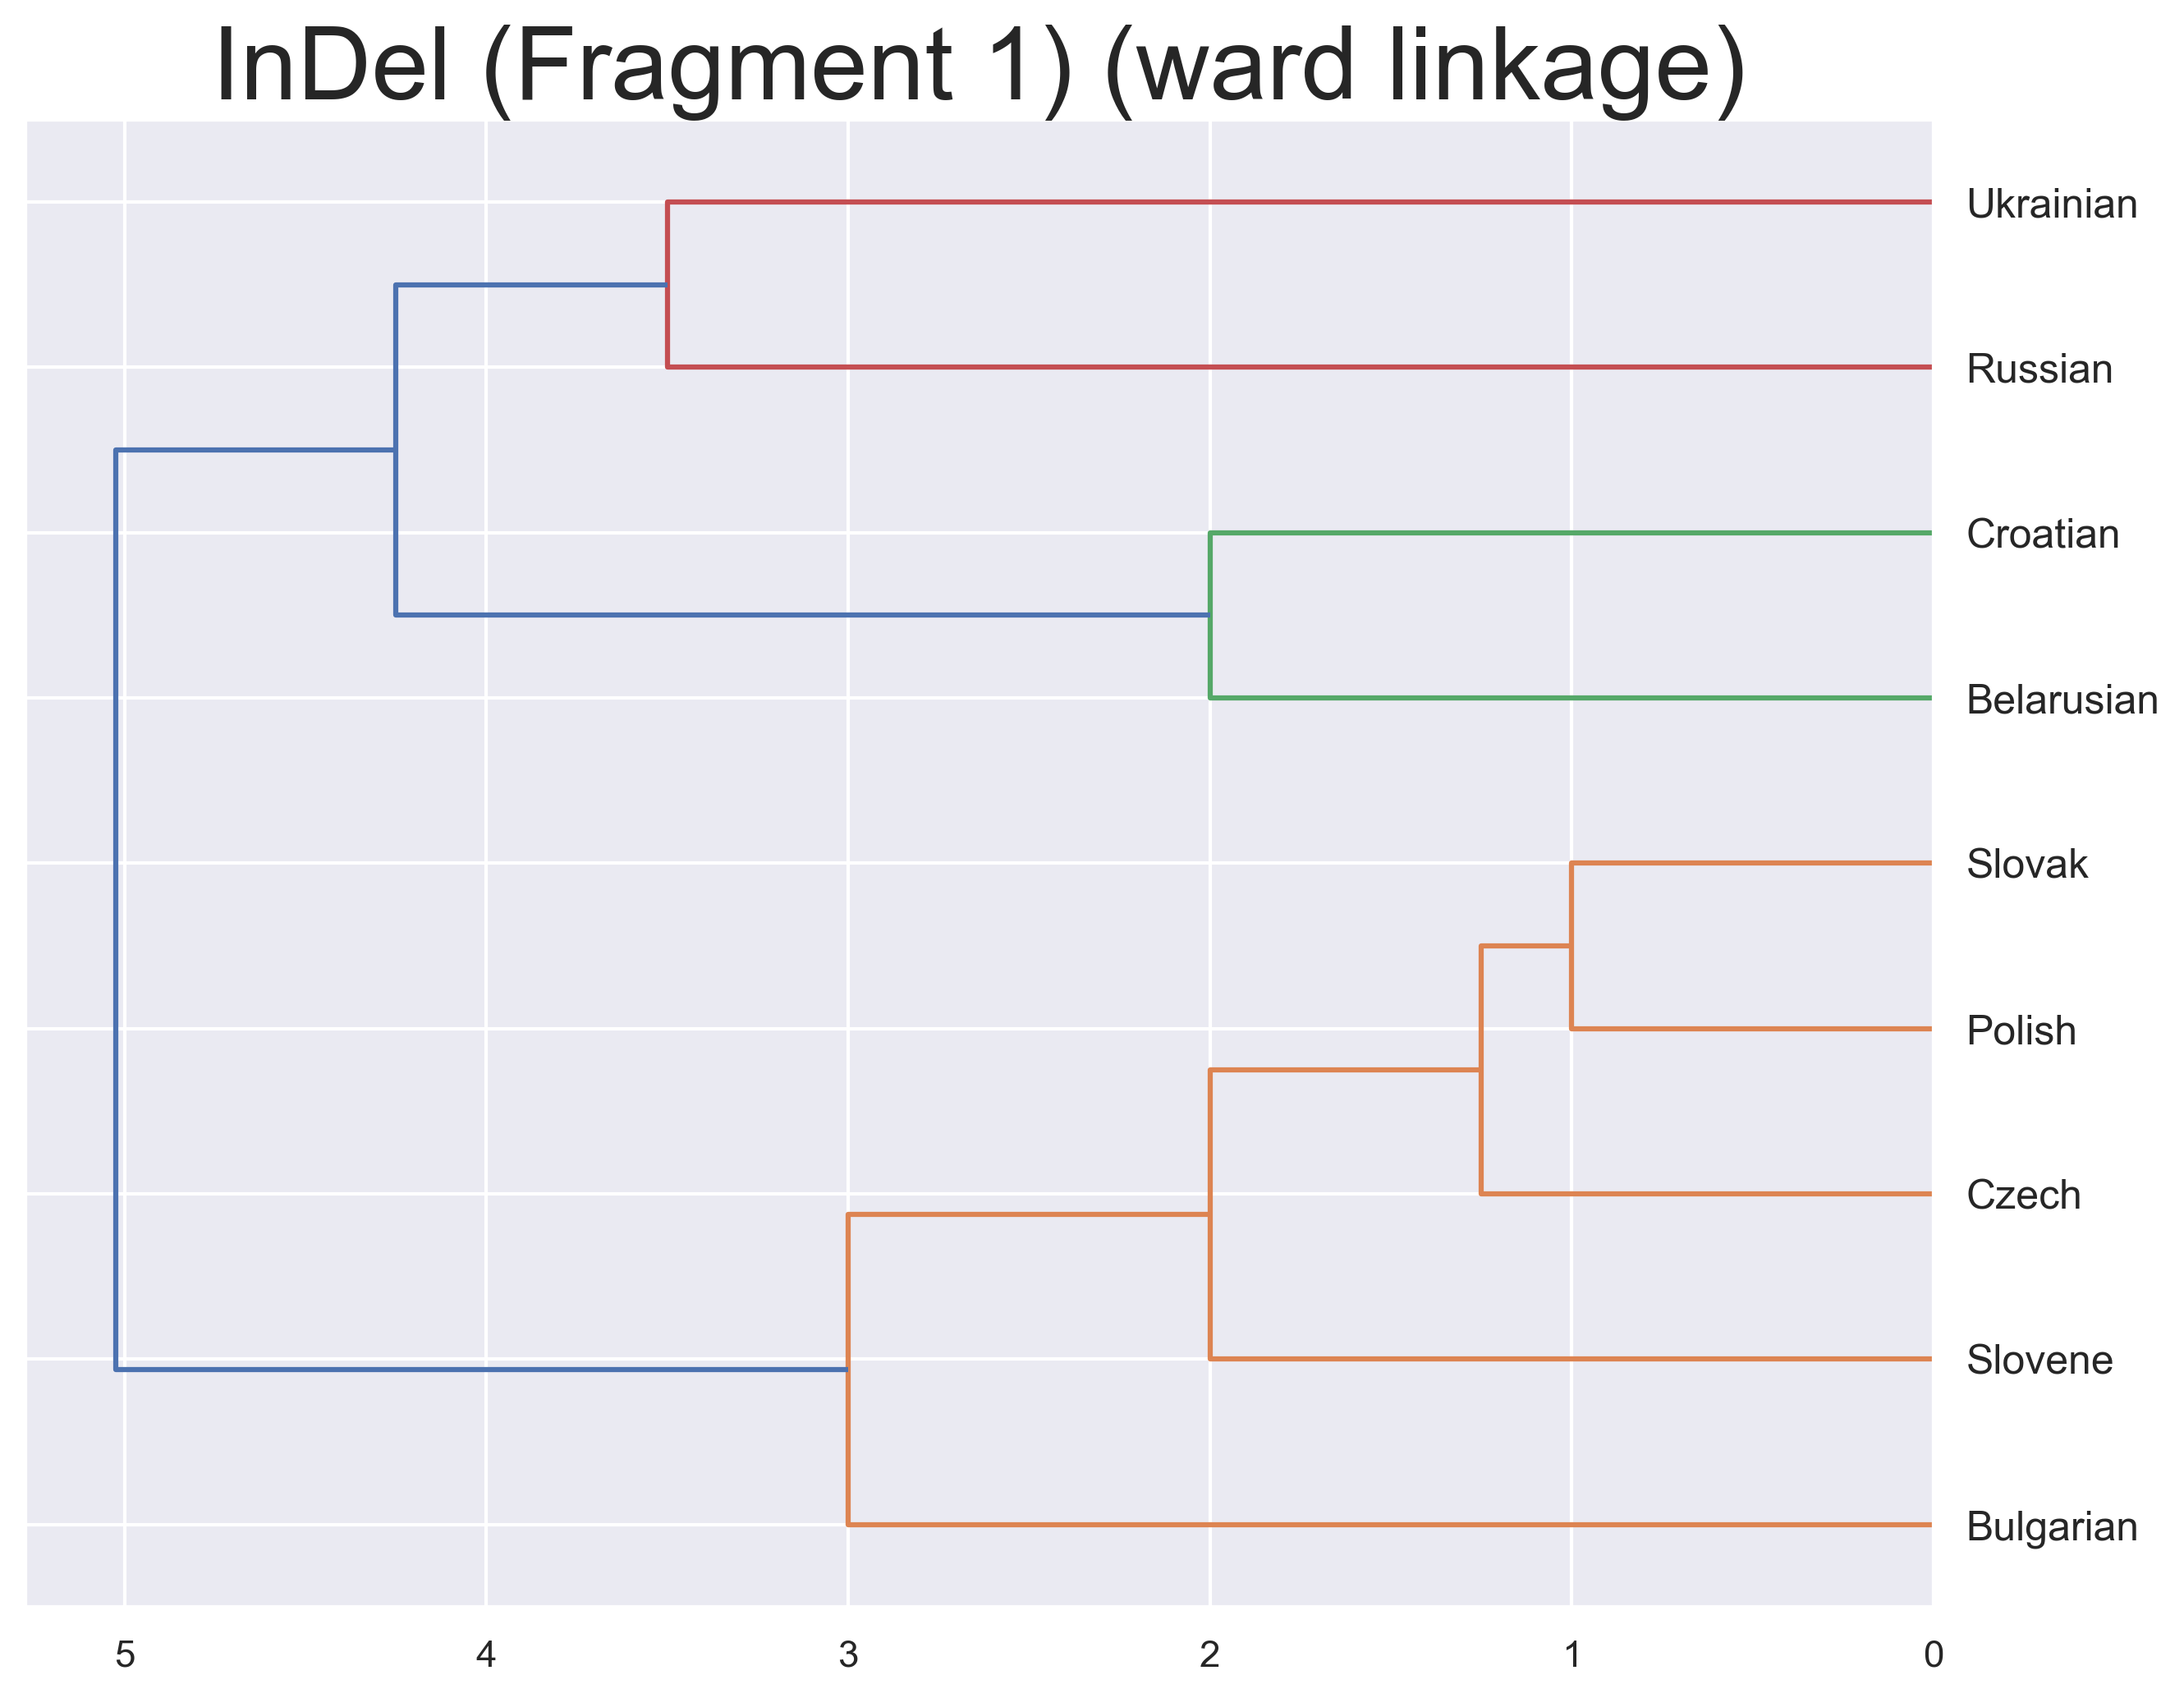 InDel (Fragment 1) (ward linkage)
Ukrainian
Russian
Croatian
Belarusian
Slovak
Polish
Czech
Slovene
Bulgarian
5 4 3 2 1 0